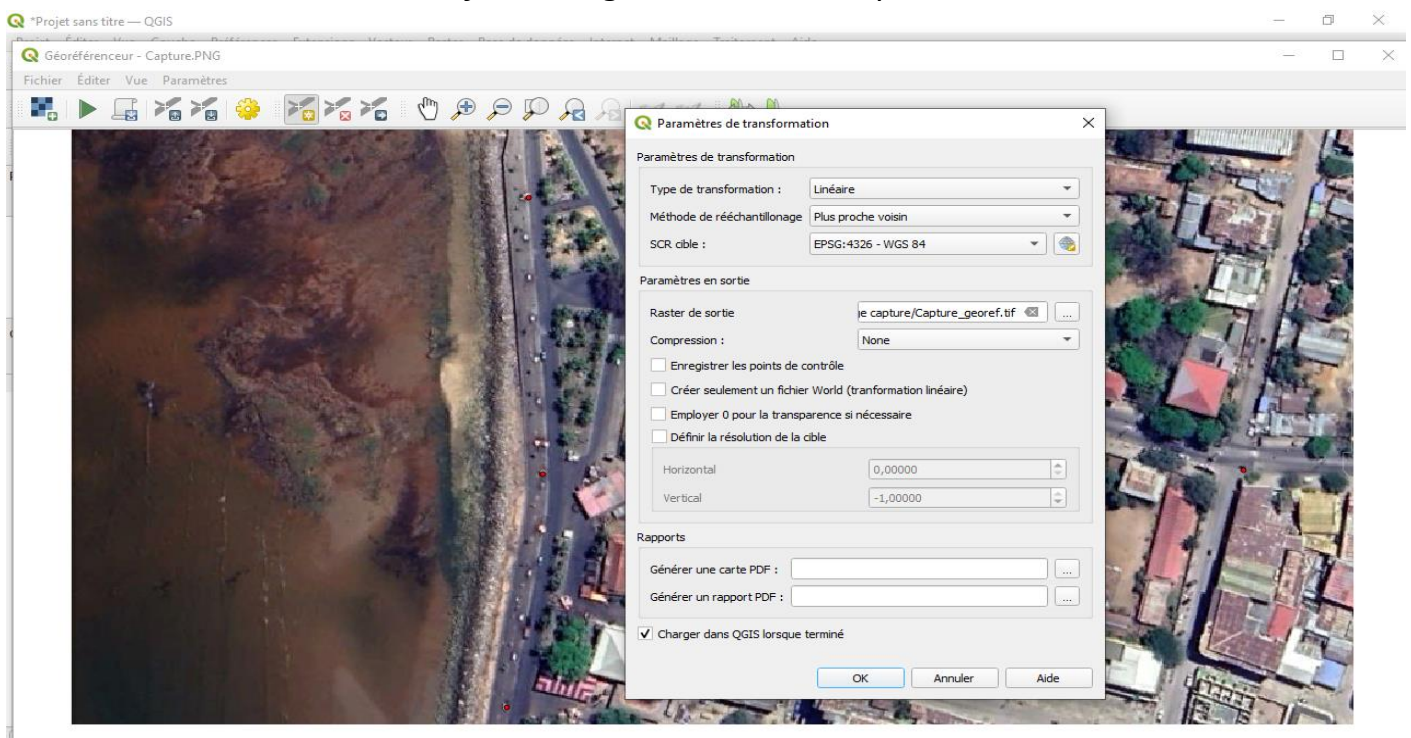 *Projet sans titre — QGIS
Géoréférenceur - Capture.PNG
Fichier Éditer Vue Paramètres
Paramètres de transformation
Paramètres de transformation
Type de transformation : Linéaire
Méthode de rééchantillonage Plus proche voisin
SCR cible : EPSG:4326 - WGS 84
Paramètres en sortie
Raster de sortie capture/Capture_georef.tif ...
Compression : None
Enregistrer les points de contrôle
Créer seulement un fichier World (tranformation linéaire)
Employer 0 pour la transparence si nécessaire
Définir la résolution de la cible
Horizontal 0,00000
Vertical -1,00000
Rapports
Générer une carte PDF : ...
Générer un rapport PDF : ...
Charger dans QGIS lorsque terminé
OK Annuler Aide